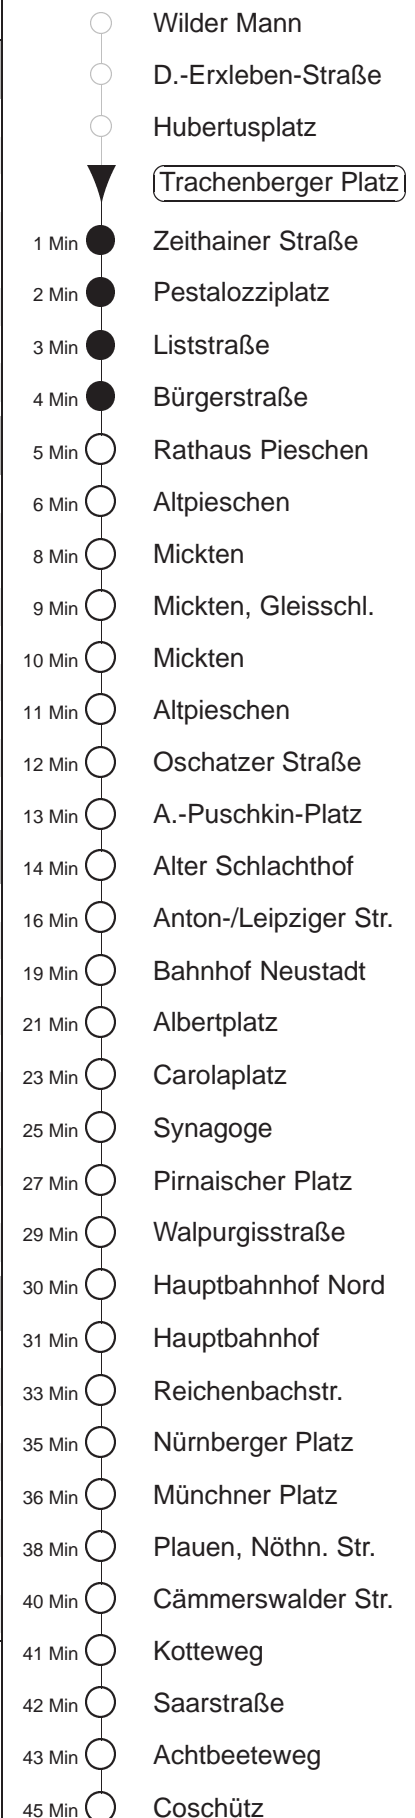 Wilder Mann
D.-Erxleben-Straße
Hubertusplatz
Trachenberger Platz
1 Min Zeithainer Straße
2 Min Pestalozziplatz
3 Min Liststraße
4 Min Bürgerstraße
5 Min Rathaus Pieschen
6 Min Altpieschen
8 Min Mickten
9 Min Mickten, Gleisschl.
10 Min Mickten
11 Min Altpieschen
12 Min Oschatzer Straße
13 Min A.-Puschkin-Platz
14 Min Alter Schlachthof
16 Min Anton-/Leipziger Str.
19 Min Bahnhof Neustadt
21 Min Albertplatz
23 Min Carolaplatz
25 Min Synagoge
27 Min Pirnaischer Platz
29 Min Walpurgisstraße
30 Min Hauptbahnhof Nord
31 Min Hauptbahnhof
33 Min Reichenbachstr.
35 Min Nürnberger Platz
36 Min Münchner Platz
38 Min Plauen, Nöthn. Str.
40 Min Cämmerswalder Str.
41 Min Kotteweg
42 Min Saarstraße
43 Min Achtbeeteweg
45 Min Coschütz